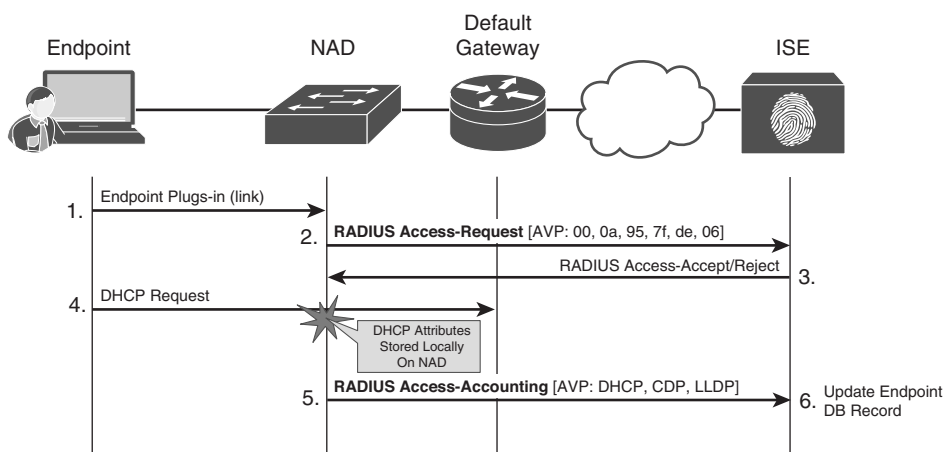 Endpoint
NAD
Default
Gateway
ISE
1.
Endpoint Plugs-in (link)
2.
RADIUS Access-Request [AVP: 00, 0a, 95, 7f, de, 06]
RADIUS Access-Accept/Reject
3.
4.
DHCP Request
DHCP Attributes
Stored Locally
On NAD
5.
RADIUS Access-Accounting [AVP: DHCP, CDP, LLDP]
6.
Update Endpoint
DB Record